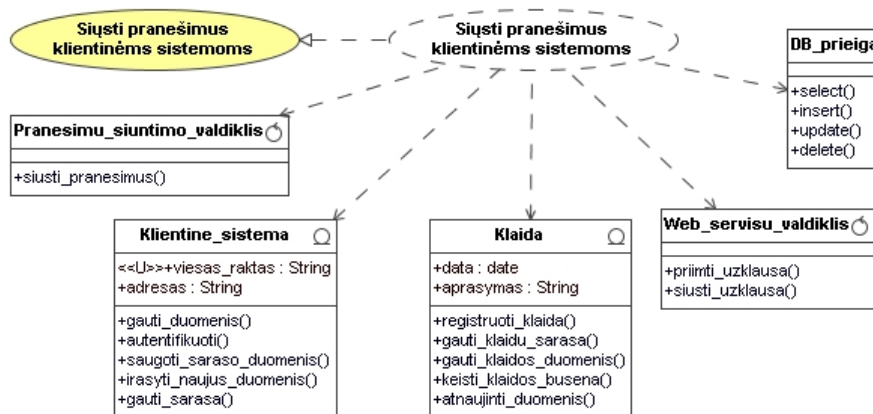 Siųsti pranešimus
klientinėms sistemoms
Siųsti pranešimus
klientinėms sistemoms
DB_prieiga
+select()
+insert()
+update()
+delete()
Pranesimu_siuntimo_valdiklis
+siusti_pranesimus()
Klientine_sistema
<<U>>+viesas_raktas : String
+adresas : String
+gauti_duomenis()
+autentifikuoti()
+saugoti_saraso_duomenis()
+irasyti_naujus_duomenis()
+gauti_sarasa()
Klaida
+data : date
+aprasymas : String
+registruoti_klaida()
+gauti_klaidu_sarasa()
+gauti_klaidos_duomenis()
+keisti_klaidos_busena()
+atnaujinti_duomenis()
Web_servisu_valdiklis
+priimti_uzklausa()
+siusti_uzklausa()